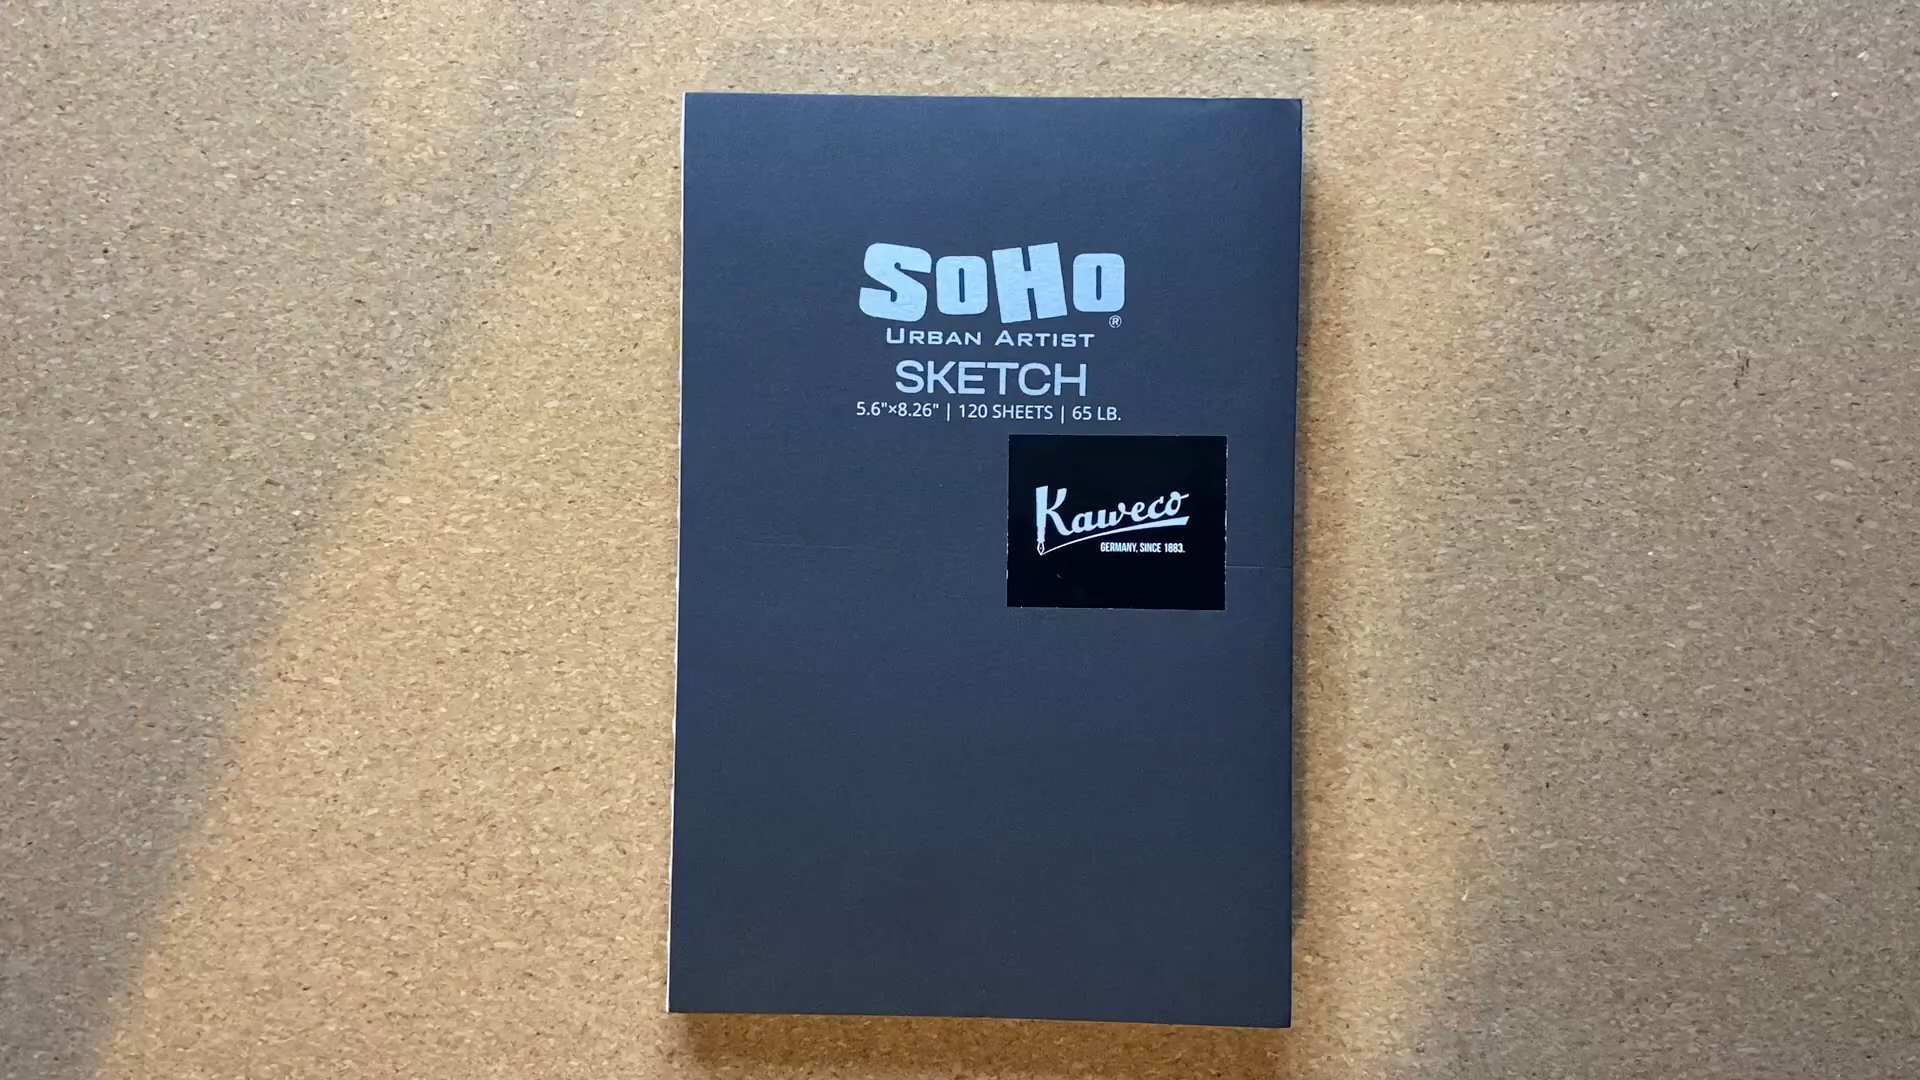 SoHo®
URBAN ARTIST
SKETCH
5.6"×8.26" | 120 SHEETS | 65 LB.
Kaweco
GERMANY, SINCE 1883.